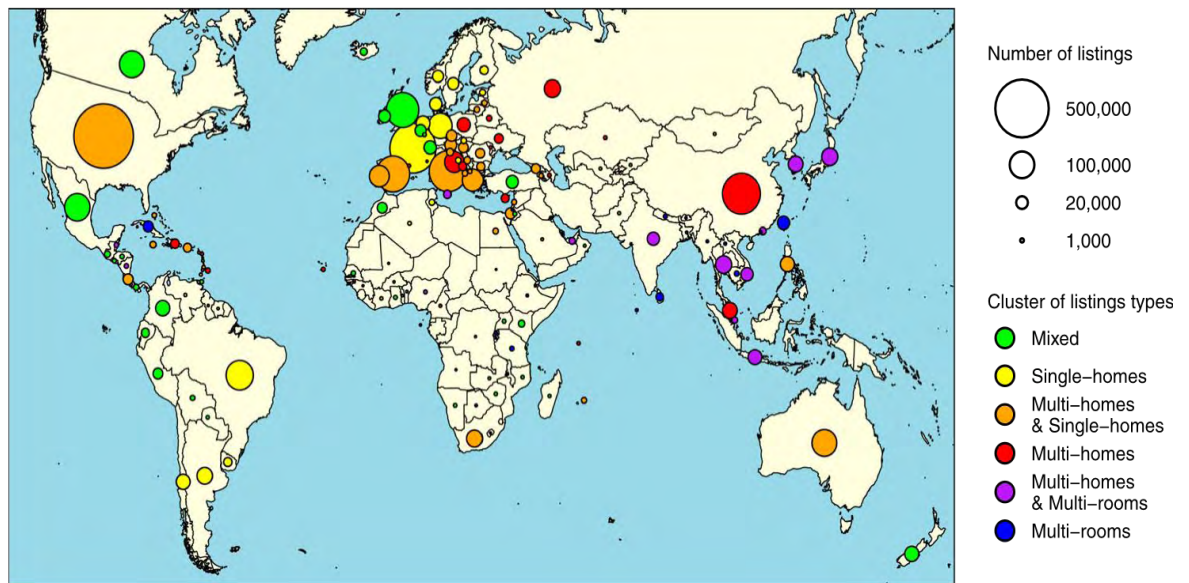 Number of listings
500,000
100,000
20,000
1,000
Cluster of listings types
Mixed
Single−homes
Multi−homes
& Single−homes
Multi−homes
Multi−homes
& Multi−rooms
Multi−rooms